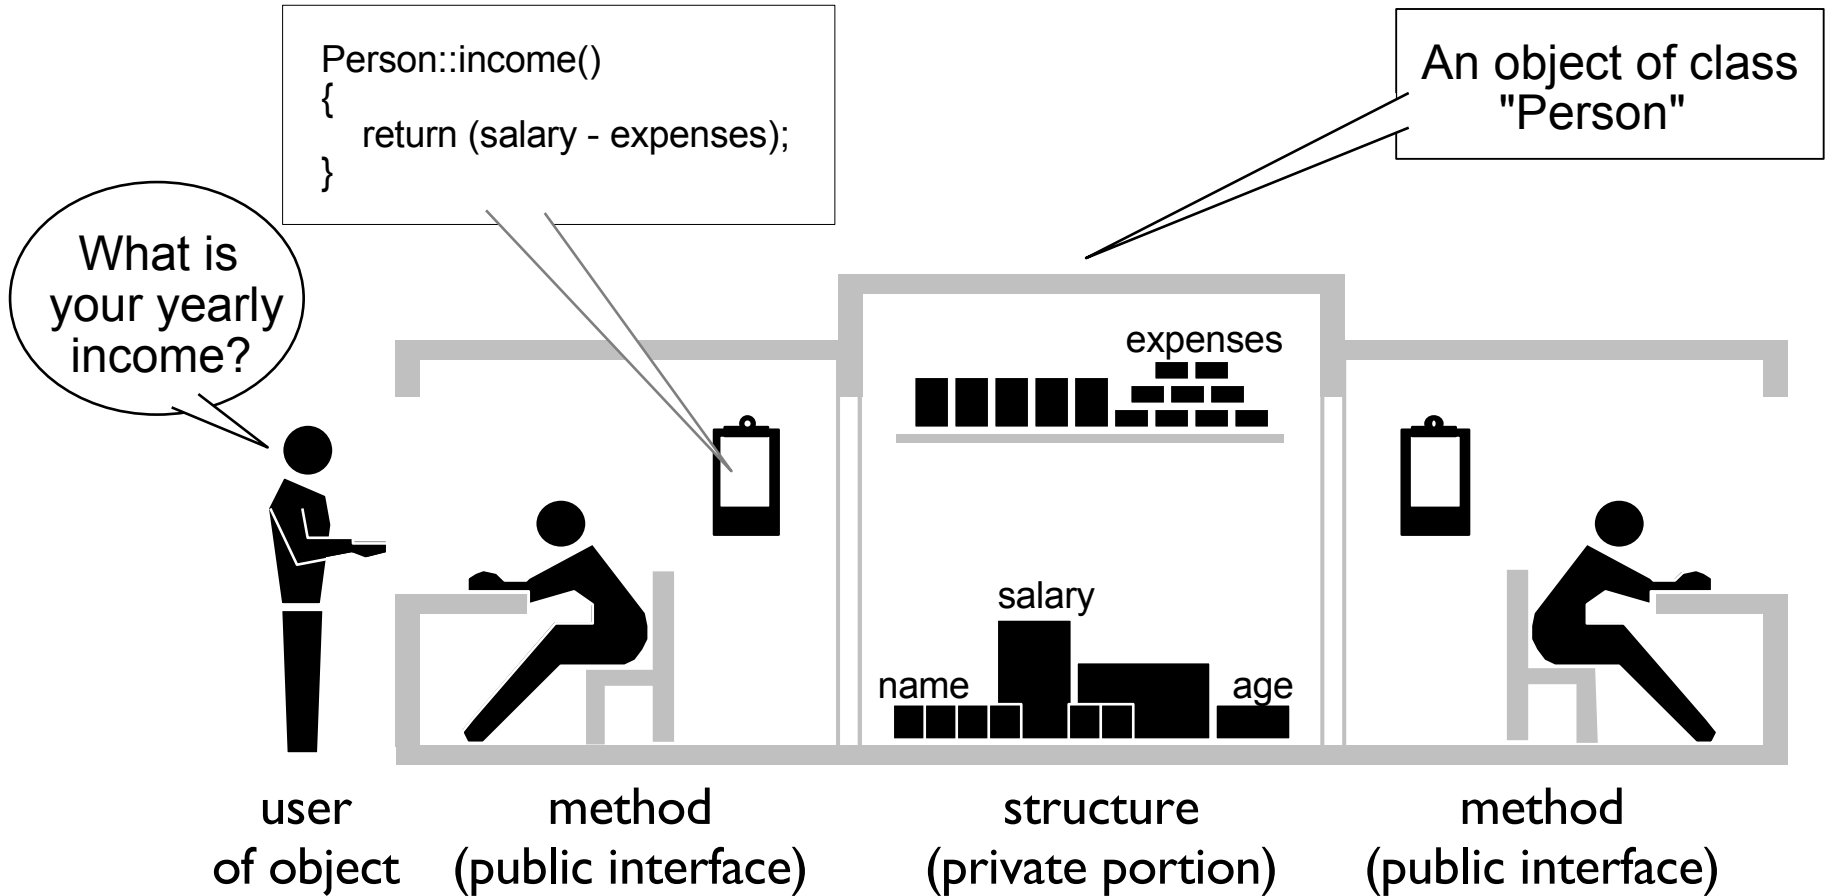 Person::income()
{
return (salary - expenses);
}
An object of class
"Person"
What is
your yearly
income?
expenses
salary
name
age
user
of object
method
(public interface)
structure
(private portion)
method
(public interface)